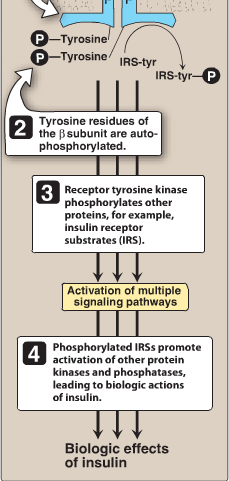 P—Tyrosine
P—Tyrosine
IRS-tyr
IRS-tyr—P
2 Tyrosine residues of
the β subunit are auto-
phosphorylated.
3 Receptor tyrosine kinase
phosphorylates other
proteins, for example,
insulin receptor
substrates (IRS).
Activation of multiple
signaling pathways
4 Phosphorylated IRSs promote
activation of other protein
kinases and phosphatases,
leading to biologic actions
of insulin.
Biologic effects
of insulin